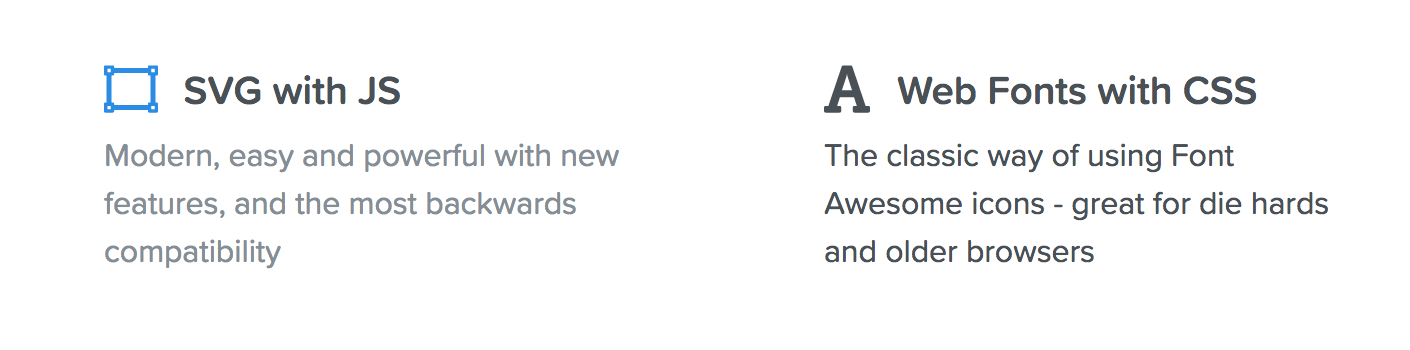 SVG with JS
Modern, easy and powerful with new
features, and the most backwards
compatibility
A Web Fonts with CSS
The classic way of using Font
Awesome icons - great for die hards
and older browsers